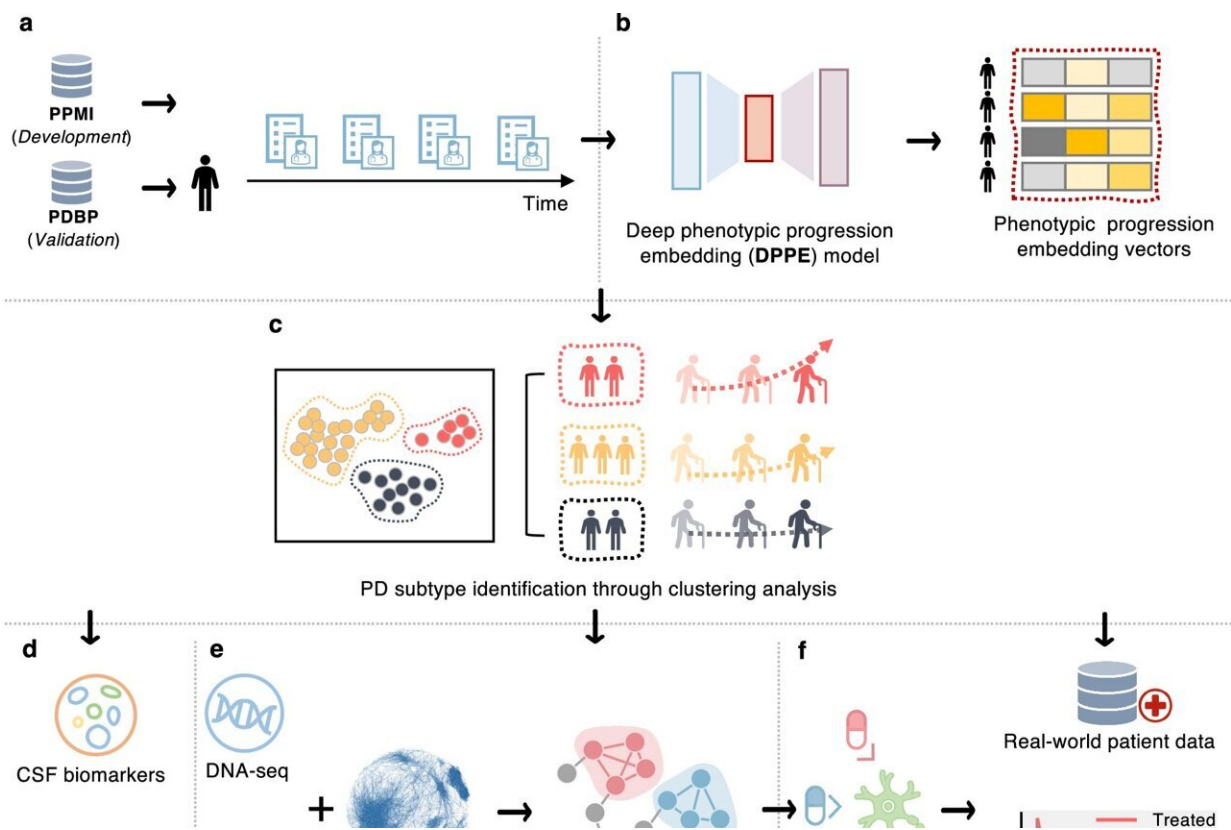 a
PPMI
(Development)
PDBP
(Validation)
Time
b
Deep phenotypic progression
embedding (DPPE) model
Phenotypic progression
embedding vectors
c
PD subtype identification through clustering analysis
d
CSF biomarkers
e
DNA-seq
f
Real-world patient data
Treated